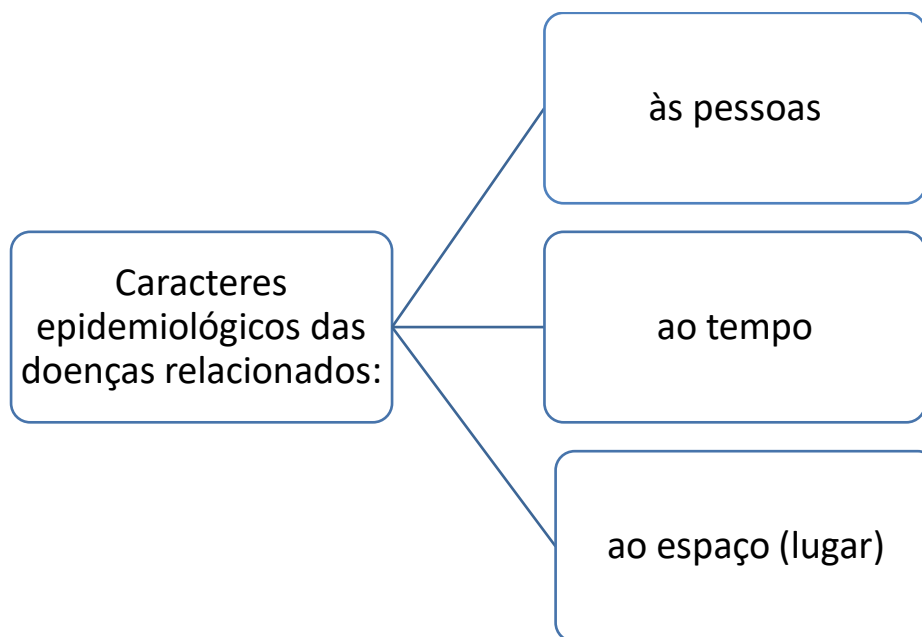 Caracteres
epidemiológicos das
doenças relacionados:
às pessoas
ao tempo
ao espaço (lugar)